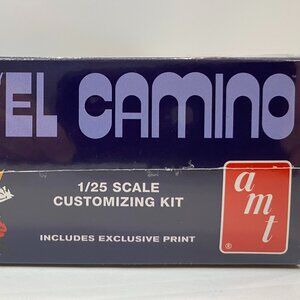 'EL CAMINO
1/25 SCALE
CUSTOMIZING KIT
amt
®
INCLUDES EXCLUSIVE PRINT